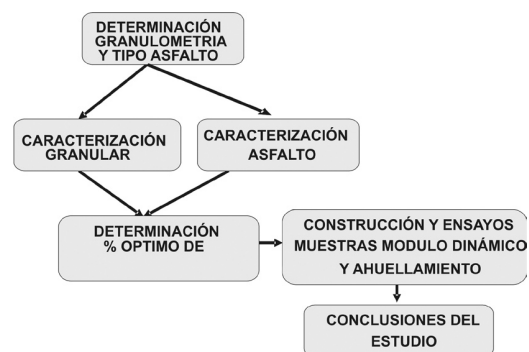 DETERMINACIÓN
GRANULOMETRIA
Y TIPO ASFALTO
CARACTERIZACIÓN
GRANULAR
CARACTERIZACIÓN
ASFALTO
DETERMINACIÓN
% OPTIMO DE
CONSTRUCCIÓN Y ENSAYOS
MUESTRAS MODULO DINÁMICO
Y AHUELLAMIENTO
CONCLUSIONES DEL
ESTUDIO